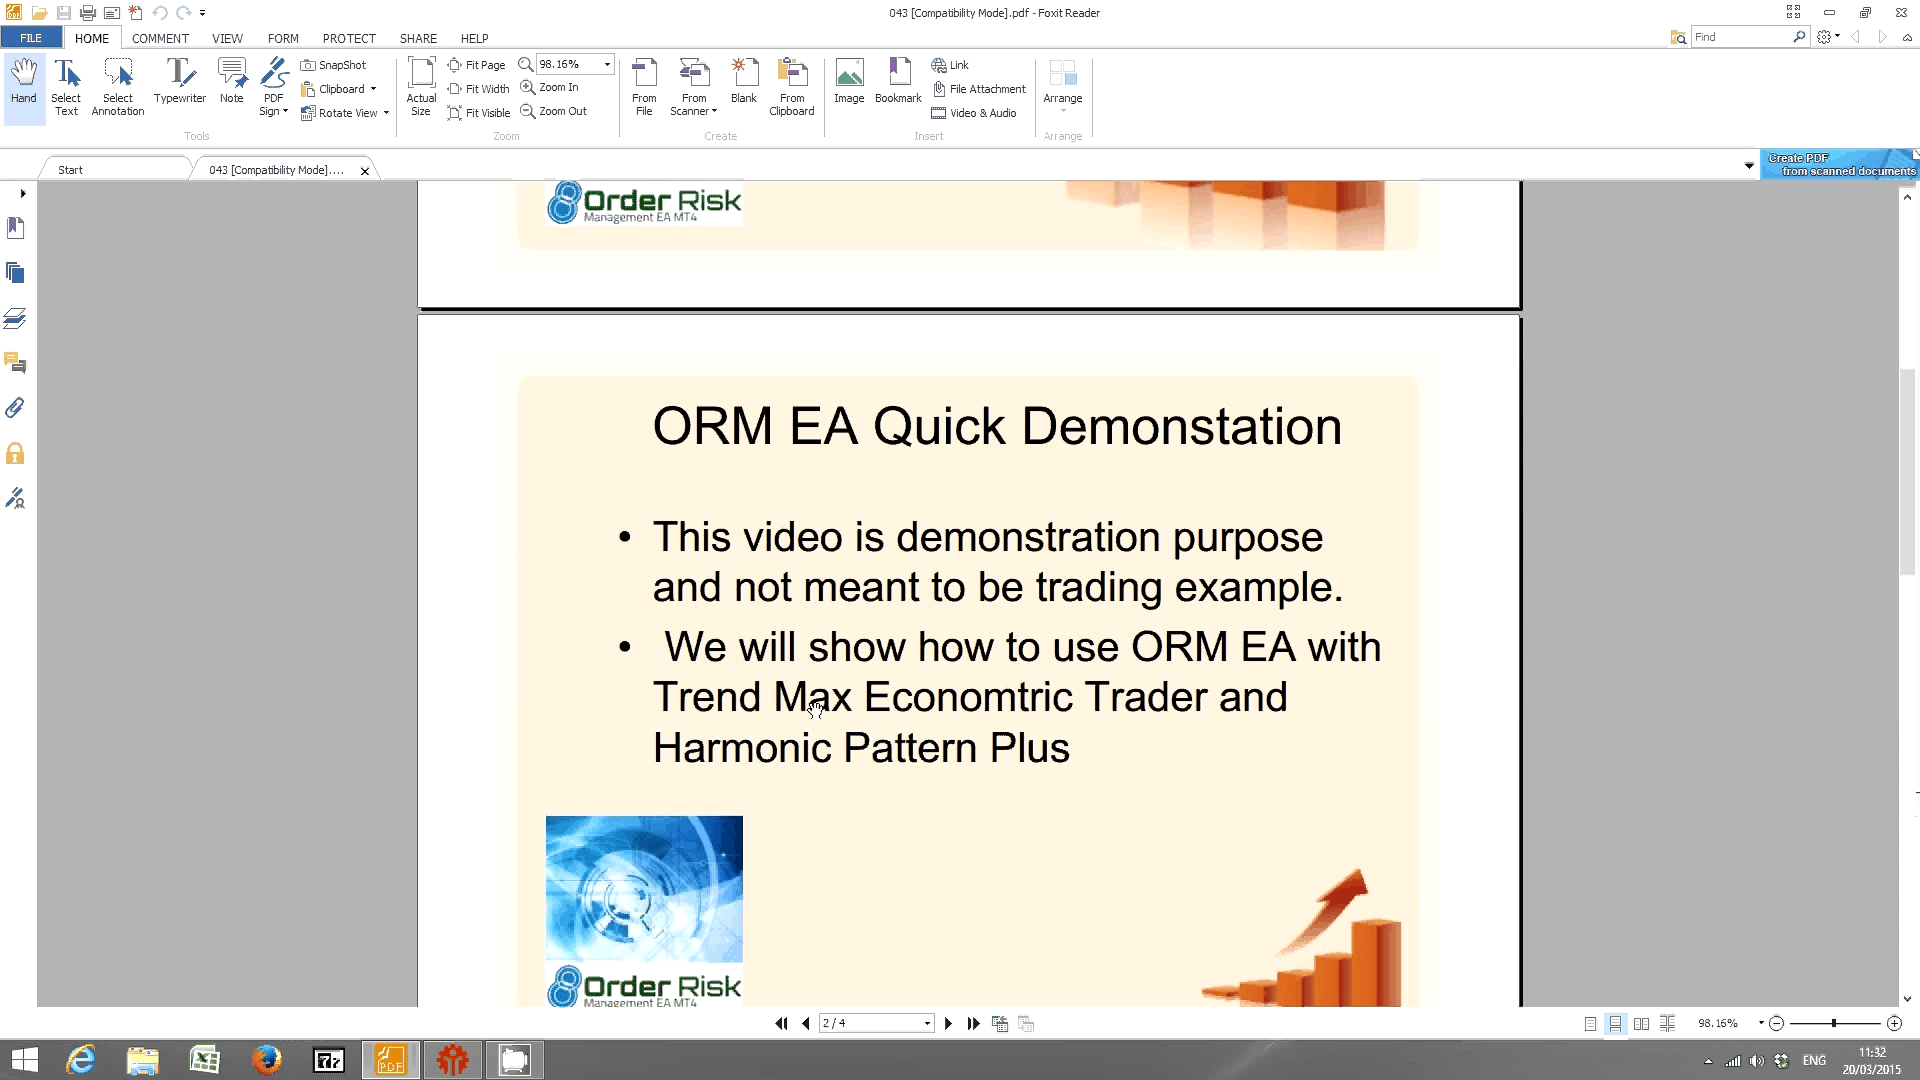 043 [Compatibility Mode].pdf - Foxit Reader
FILE HOME COMMENT VIEW FORM PROTECT SHARE HELP
Find
Hand
Select Text
Select Annotation
Typewriter
Note
PDF Sign
SnapShot
Clipboard
Rotate View
Tools
Actual Size
Fit Page
Fit Width
Fit Visible
98.16%
Zoom In
Zoom Out
Zoom
From File
From Scanner
Blank
From Clipboard
Create
Image
Bookmark
Link
File Attachment
Video & Audio
Insert
Arrange
Arrange
Start
043 [Compatibility Mode]....
Create PDF
from scanned documents
Order Risk
Management EA MT4
ORM EA Quick Demonstation
• This video is demonstration purpose
and not meant to be trading example.
• We will show how to use ORM EA with
Trend Max Economtric Trader and
Harmonic Pattern Plus
Order Risk
Management EA MT4
2 / 4
98.16%
PDF
ENG
11:32
20/03/2015